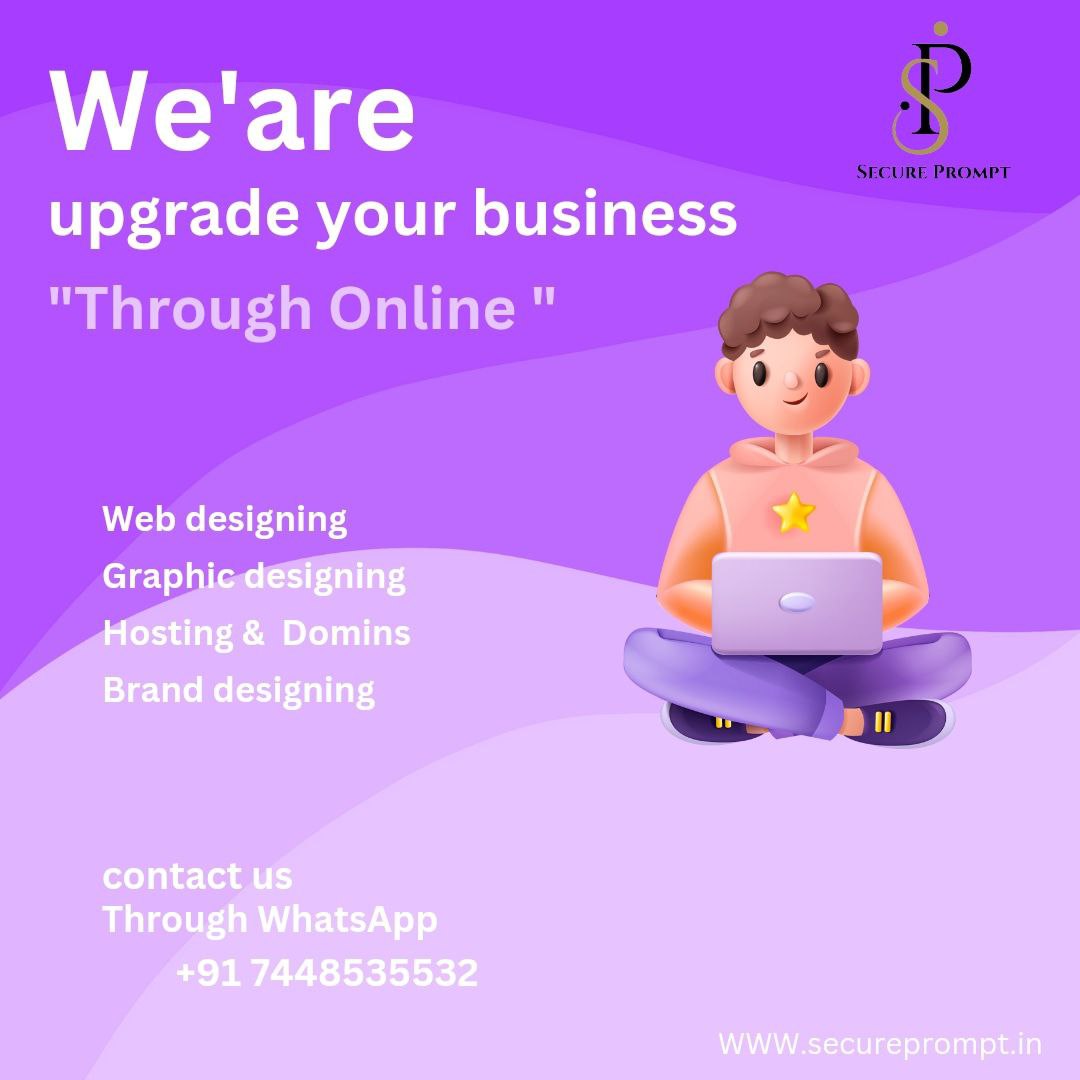 We'are
SECURE PROMPT
upgrade your business
"Through Online "
Web designing
Graphic designing
Hosting &  Domins
Brand designing
contact us
Through WhatsApp
+91 7448535532
WWW.secureprompt.in